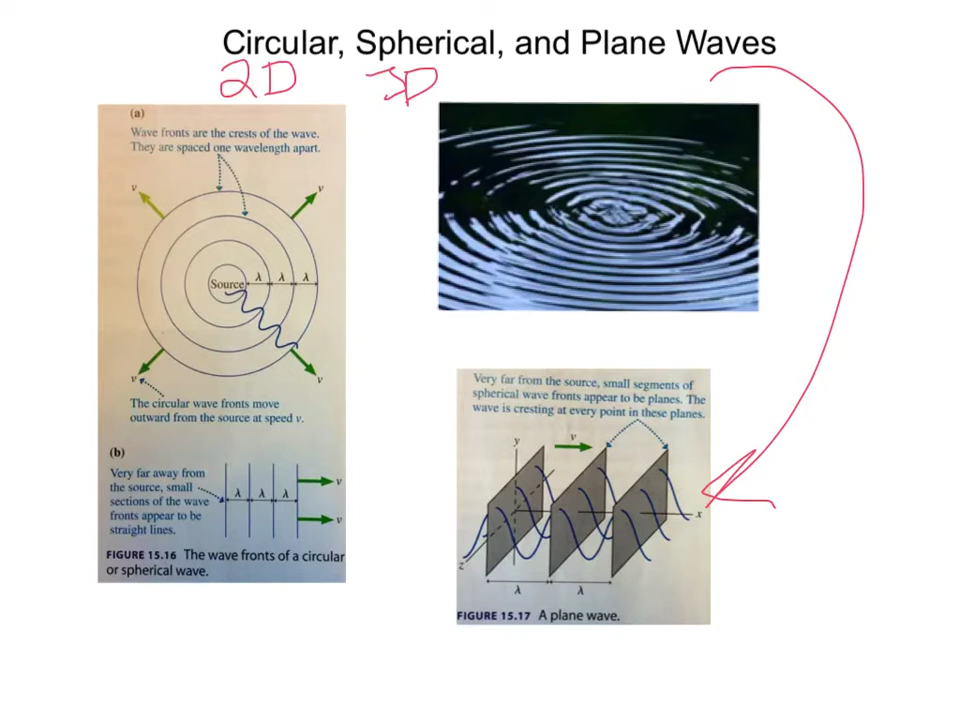 Circular, Spherical, and Plane Waves
2D
3D
(a)
Wave fronts are the crests of the wave.
They are spaced one wavelength apart.
v
v
Source
λ
λ
λ
v
v
The circular wave fronts move
outward from the source at speed v.
(b)
Very far away from
the source, small
sections of the wave
fronts appear to be
straight lines.
λ
λ
λ
v
v
FIGURE 15.16 The wave fronts of a circular
or spherical wave.
Very far from the source, small segments of
spherical wave fronts appear to be planes. The
wave is cresting at every point in these planes.
y
v
x
z
λ
λ
FIGURE 15.17 A plane wave.